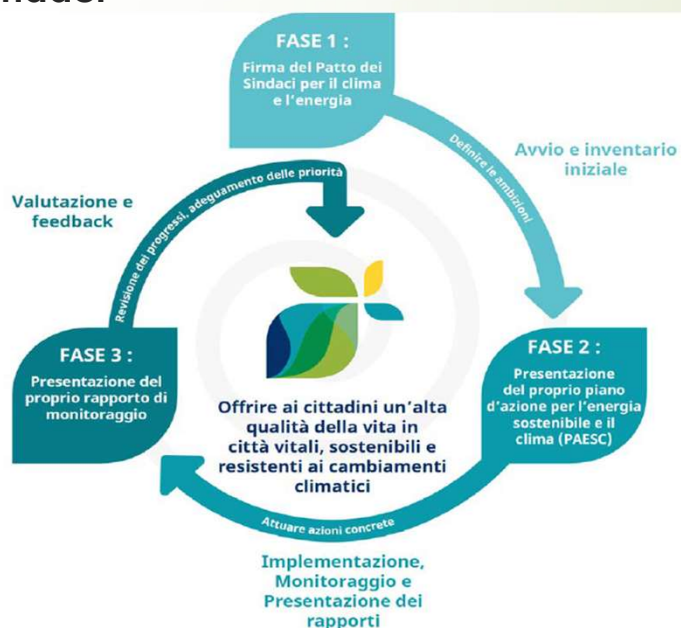 FASE 1 :
Firma del Patto dei
Sindaci per il clima
e l'energia
Definire le ambizioni
Avvio e inventario
iniziale
FASE 2 :
Presentazione
del proprio piano
d'azione per l'energia
sostenibile e il
clima (PAESC)
Attuare azioni concrete
Implementazione,
Monitoraggio e
Presentazione dei
rapporti
FASE 3 :
Presentazione del
proprio rapporto di
monitoraggio
Revisione dei progressi, adeguamento delle priorità
Valutazione e
feedback
Offrire ai cittadini un'alta
qualità della vita in
città vitali, sostenibili e
resistenti ai cambiamenti
climatici